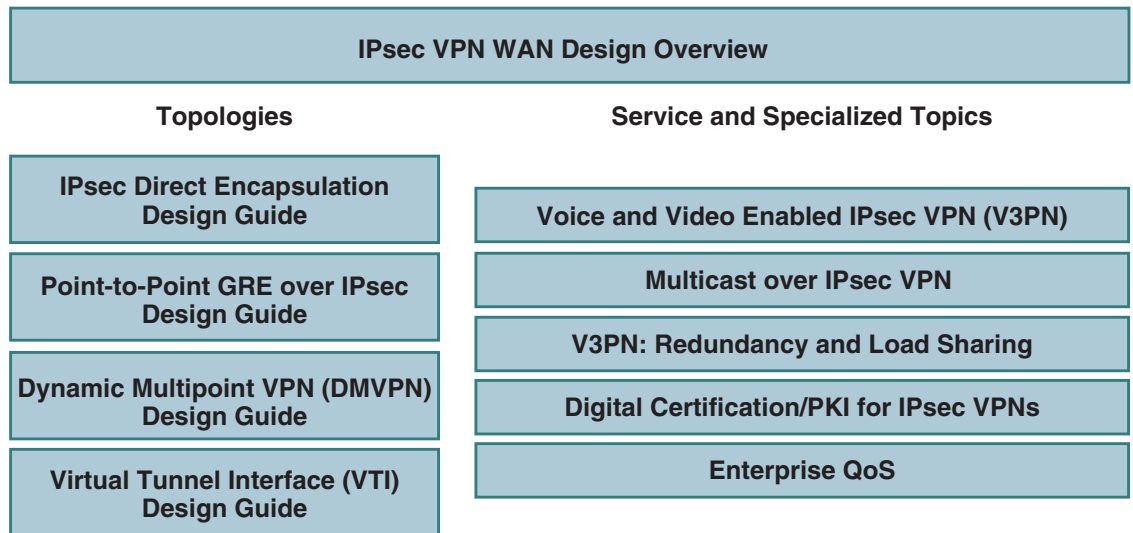 IPsec VPN WAN Design Overview
Topologies
IPsec Direct Encapsulation
Design Guide
Point-to-Point GRE over IPsec
Design Guide
Dynamic Multipoint VPN (DMVPN)
Design Guide
Virtual Tunnel Interface (VTI)
Design Guide
Service and Specialized Topics
Voice and Video Enabled IPsec VPN (V3PN)
Multicast over IPsec VPN
V3PN: Redundancy and Load Sharing
Digital Certification/PKI for IPsec VPNs
Enterprise QoS